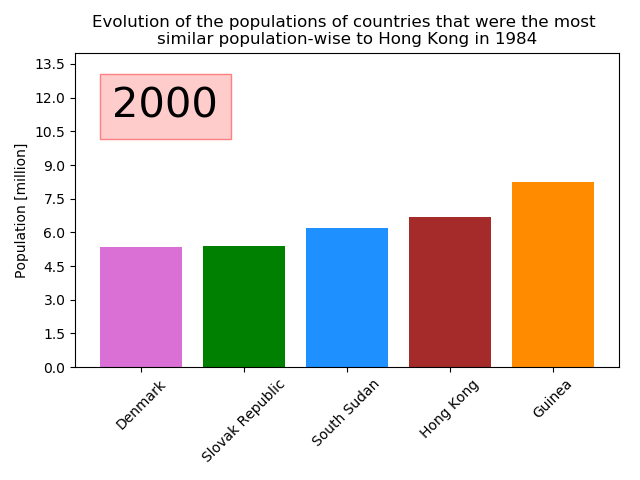 Evolution of the populations of countries that were the most
similar population-wise to Hong Kong in 1984
2000
Population [million]
13.5
12.0
10.5
9.0
7.5
6.0
4.5
3.0
1.5
0.0
Denmark
Slovak Republic
South Sudan
Hong Kong
Guinea